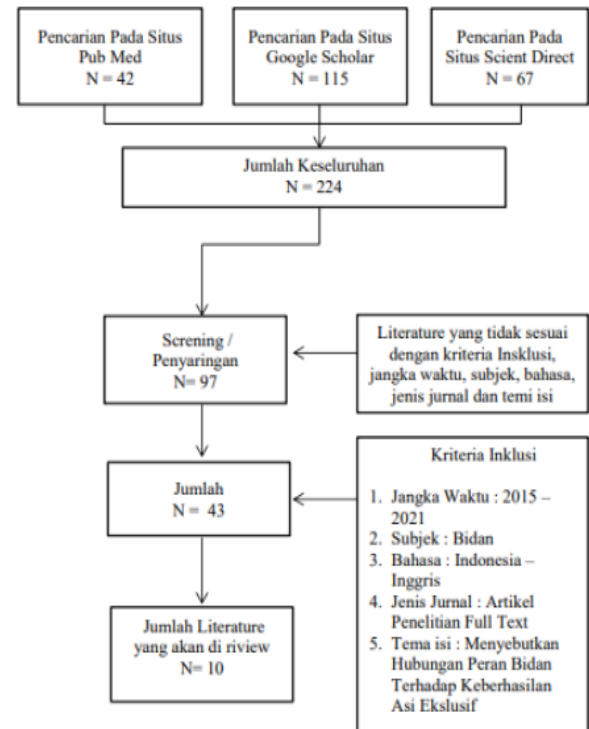 Pencarian Pada Situs
Pub Med
N = 42
Pencarian Pada Situs
Google Scholar
N = 115
Pencarian Pada
Situs Scient Direct
N = 67
Jumlah Keseluruhan
N = 224
Screning /
Penyaringan
N= 97
Literature yang tidak sesuai
dengan kriteria Insklusi,
jangka waktu, subjek, bahasa,
jenis jurnal dan temi isi
Jumlah
N = 43
Kriteria Inklusi
1. Jangka Waktu : 2015 –
2021
2. Subjek : Bidan
3. Bahasa : Indonesia –
Inggris
4. Jenis Jurnal : Artikel
Penelitian Full Text
5. Tema isi : Menyebutkan
Hubungan Peran Bidan
Terhadap Keberhasilan
Asi Ekslusif
Jumlah Literature
yang akan di riview
N= 10